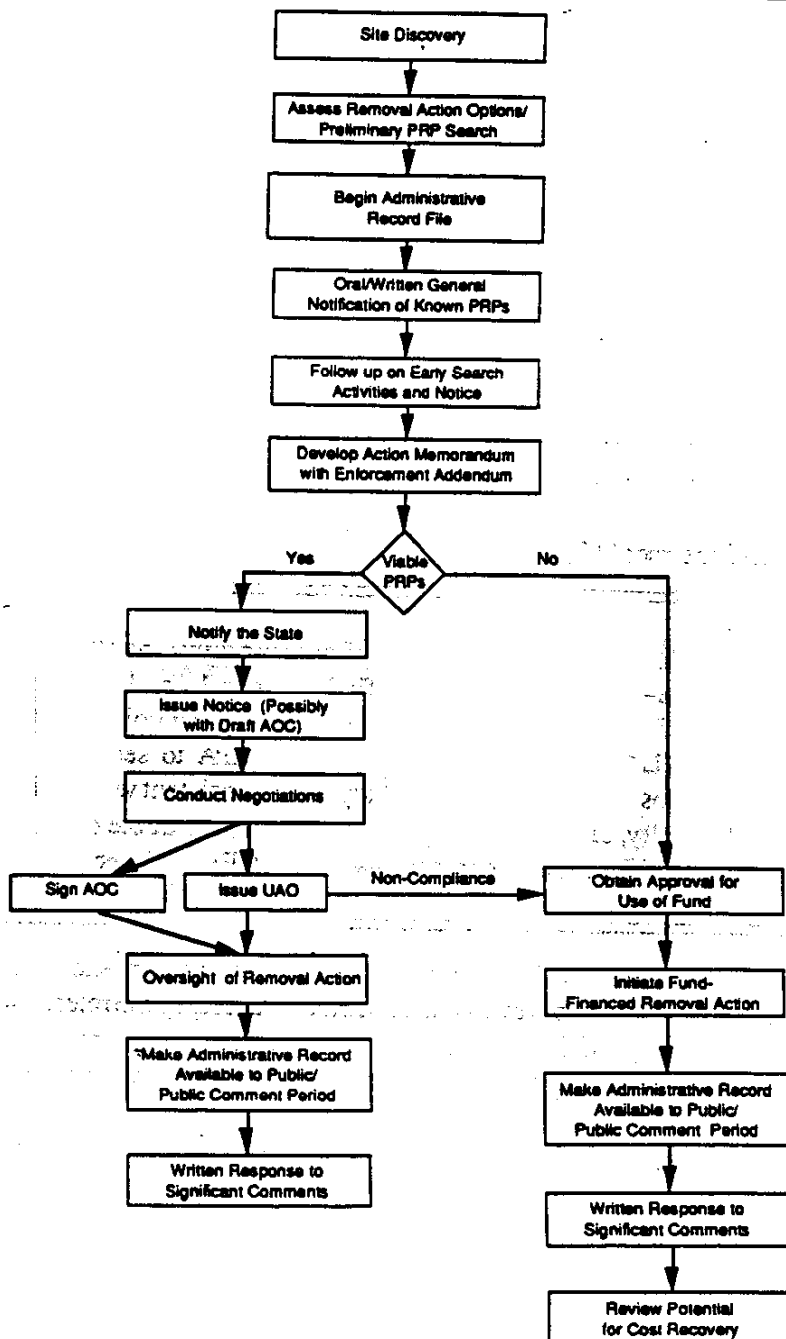 Site Discovery
Assess Removal Action Options/
Preliminary PRP Search
Begin Administrative
Record File
Oral/Written General
Notification of Known PRPs
Follow up on Early Search
Activities and Notice
Develop Action Memorandum
with Enforcement Addendum
Viable
PRPs
Yes
No
Notify the State
Issue Notice (Possibly
with Draft AOC)
Conduct Negotiations
Sign AOC
Issue UAO
Non-Compliance
Obtain Approval for
Use of Fund
Oversight of Removal Action
Initiate Fund-
Financed Removal Action
Make Administrative Record
Available to Public/
Public Comment Period
Make Administrative Record
Available to Public/
Public Comment Period
Written Response to
Significant Comments
Written Response to
Significant Comments
Review Potential
for Cost Recovery